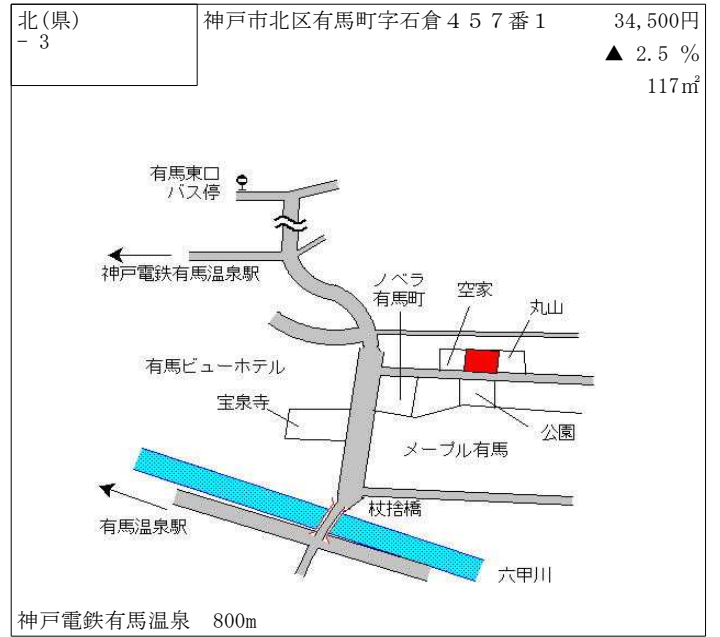 北(県)
- 3
神戸市北区有馬町字石倉４５７番１
34,500円
▲ 2.5 %
117㎡
有馬東口
バス停
神戸電鉄有馬温泉駅
ノベラ
有馬町
空家
丸山
有馬ビューホテル
宝泉寺
公園
メープル有馬
杖捨橋
有馬温泉駅
六甲川
神戸電鉄有馬温泉　800m